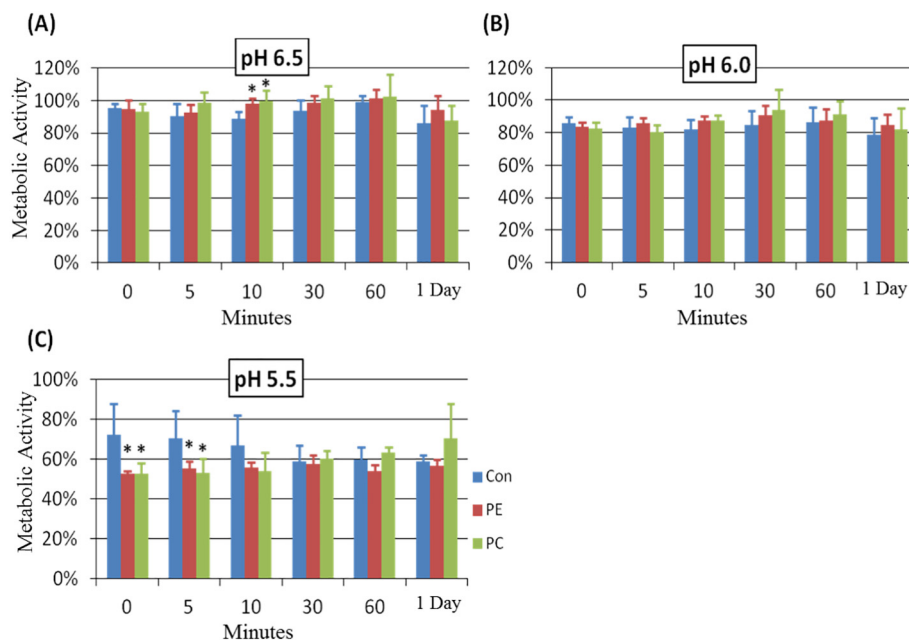 (A)
pH 6.5
Metabolic Activity
120%
100%
80%
60%
40%
20%
0%
* *
0 5 10 30 60 1 Day
Minutes
(B)
pH 6.0
120%
100%
80%
60%
40%
20%
0%
0 5 10 30 60 1 Day
Minutes
(C)
pH 5.5
Metabolic Activity
100%
80%
60%
40%
20%
0%
** * *
0 5 10 30 60 1 Day
Minutes
Con
PE
PC